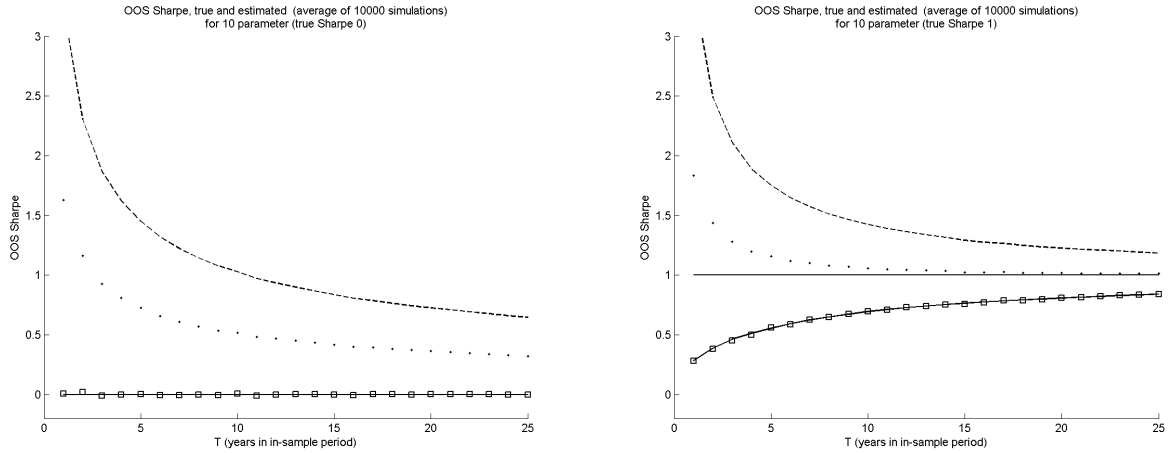 OOS Sharpe, true and estimated (average of 10000 simulations)
for 10 parameter (true Sharpe 0)
3
2.5
2
1.5
1
0.5
0
OOS Sharpe
0 5 10 15 20 25
T (years in in-sample period)
OOS Sharpe, true and estimated (average of 10000 simulations)
for 10 parameter (true Sharpe 1)
3
2.5
2
1.5
1
0.5
0
OOS Sharpe
0 5 10 15 20 25
T (years in in-sample period)